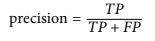 precision = TP / TP + FP